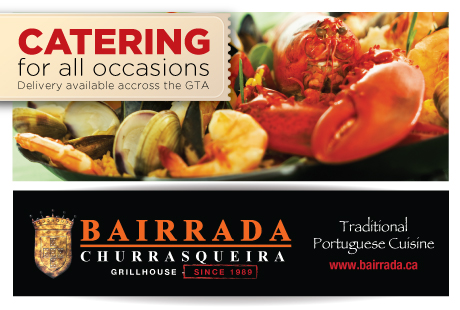 CATERING
for all occasions
Delivery available accross the GTA
BAIRRADA
CHURRASQUEIRA
GRILLHOUSE SINCE 1969
Traditional
Portuguese Cuisine
www.bairrada.ca